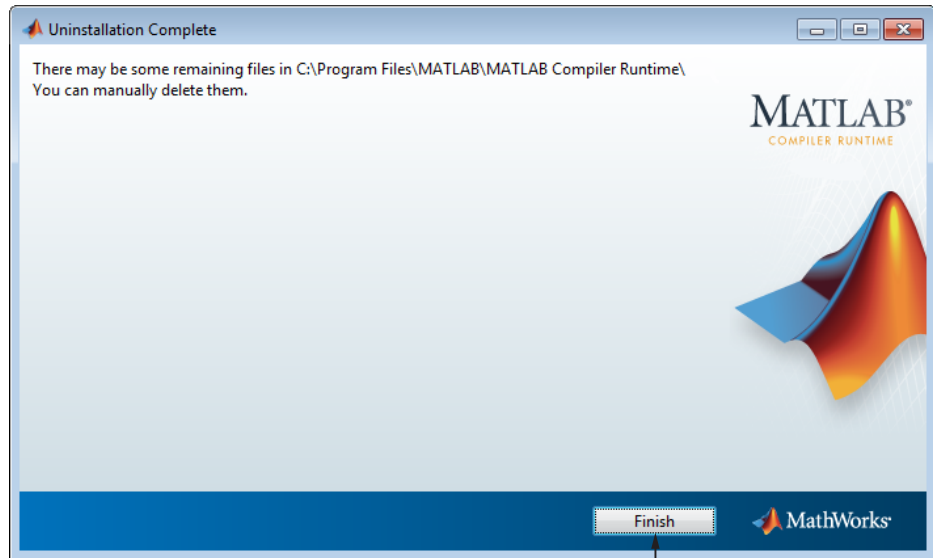 Uninstallation Complete
There may be some remaining files in C:\Program Files\MATLAB\MATLAB Compiler Runtime\
You can manually delete them.
MATLAB®
COMPILER RUNTIME
Finish
MathWorks®